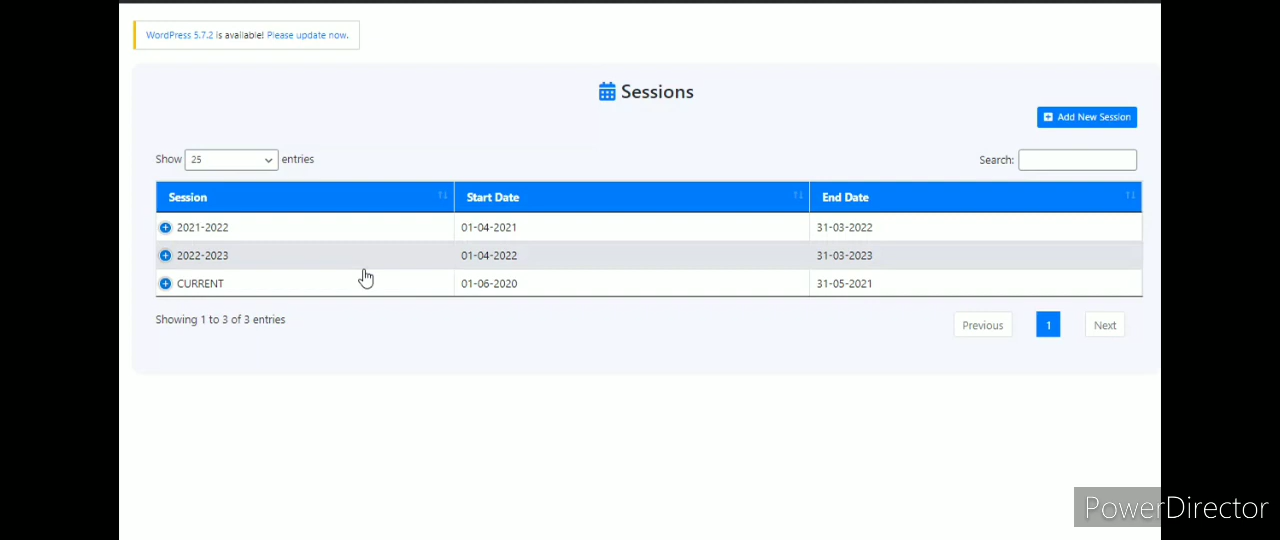 WordPress 5.7.2 is available! Please update now.
Sessions
Add New Session
Show 25 entries
Search:
Session Start Date End Date
2021-2022 01-04-2021 31-03-2022
2022-2023 01-04-2022 31-03-2023
CURRENT 01-06-2020 31-05-2021
Showing 1 to 3 of 3 entries
Previous 1 Next
PowerDirector